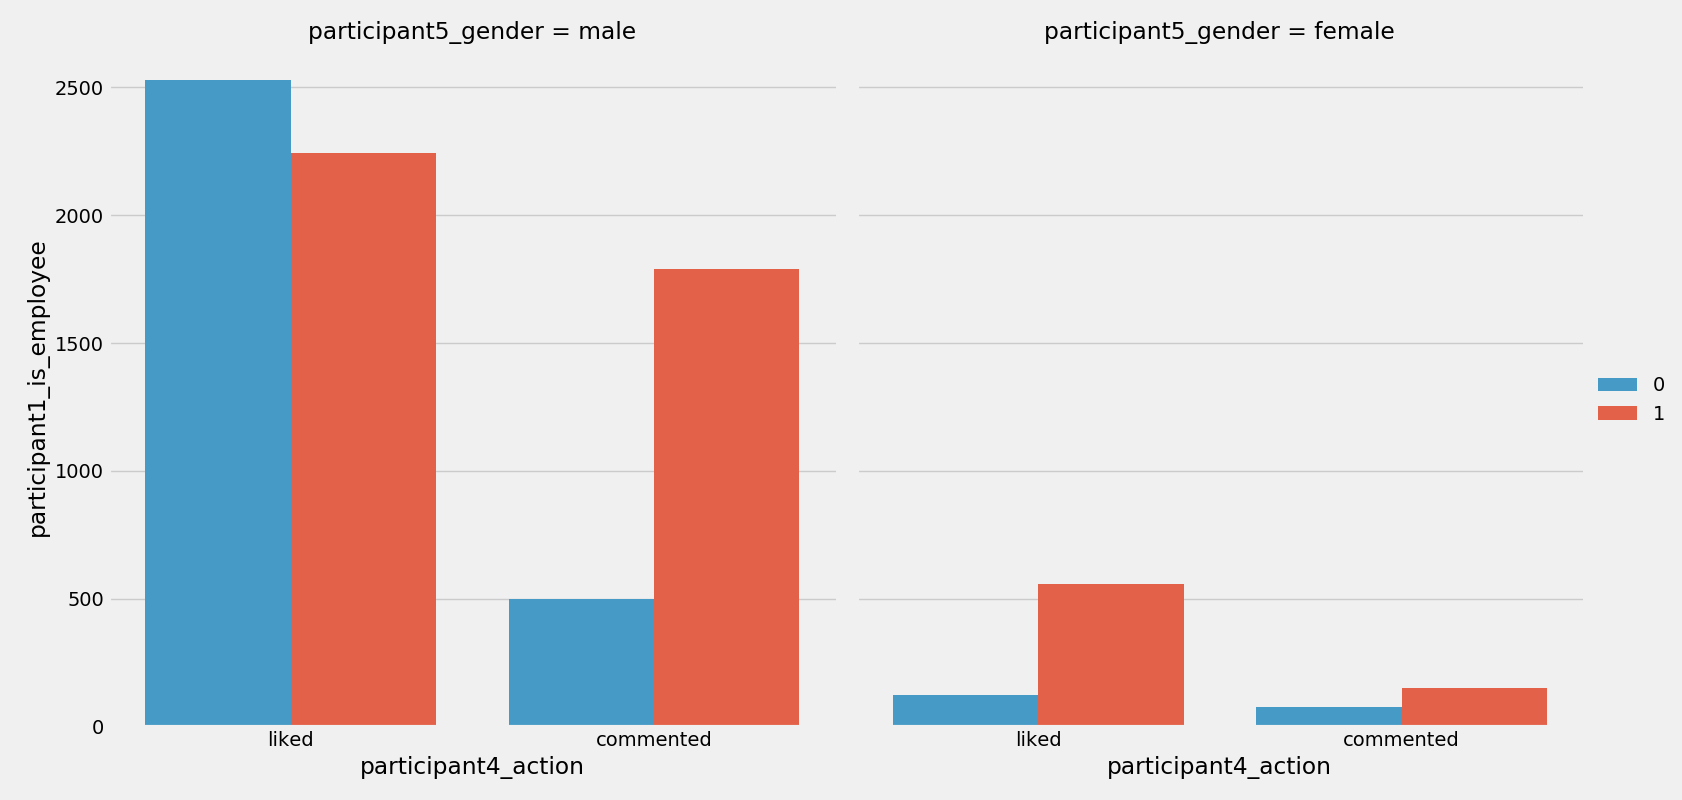 participant5_gender = male
participant5_gender = female
participant1_is_employee
2500
2000
1500
1000
500
0
liked
commented
liked
commented
participant4_action
participant4_action
0
1